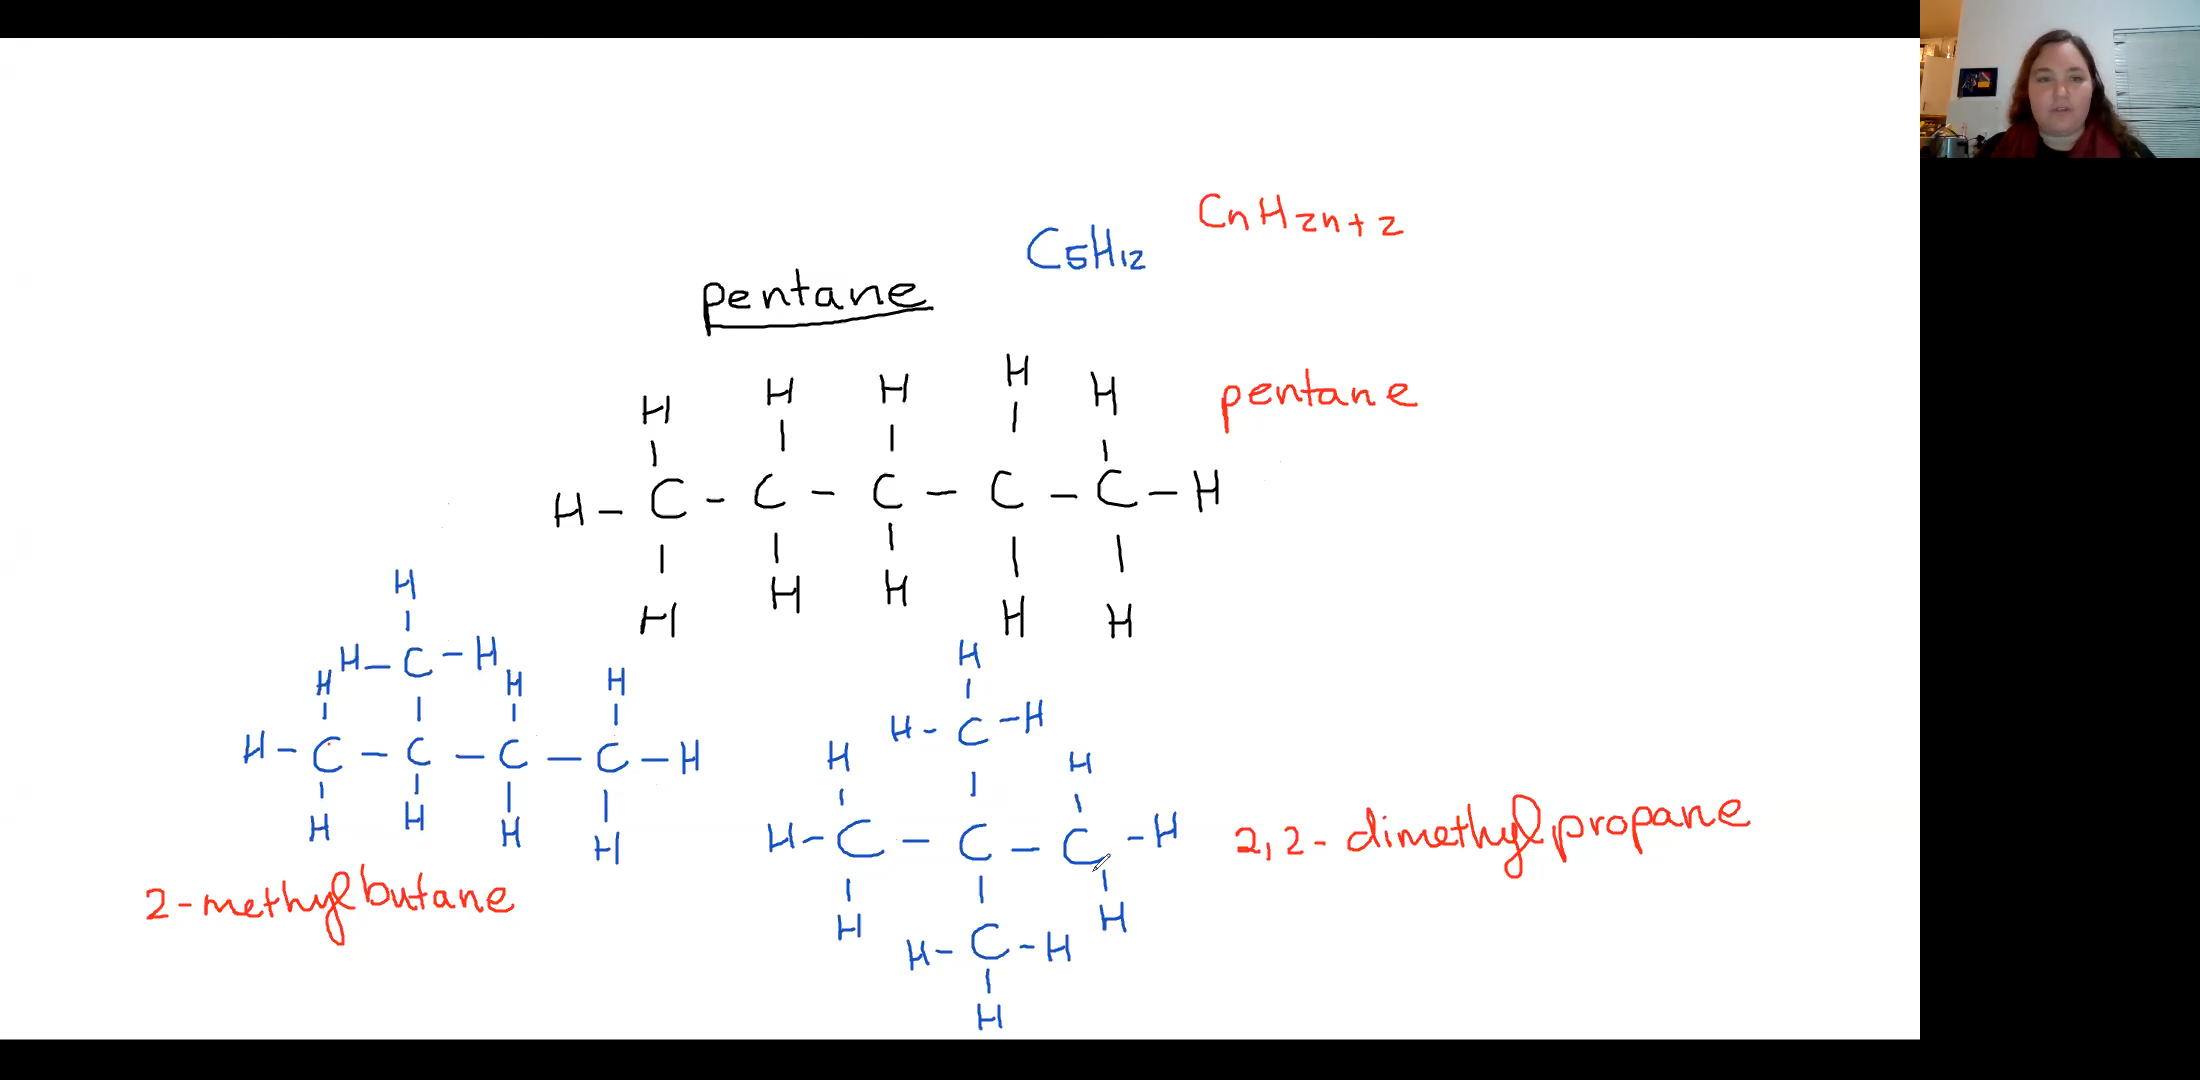 CnH2n+2
C5H12
pentane
H H H H H
pentane
H - C - C - C - C - C - H
H H H H H
H
H - C - H
H H H
H - C - C - C - C - H
H H H H
2-methylbutane
H
H - C - H
H H
H - C - C - C - H
H H
H - C - H
H
2,2-dimethylpropane